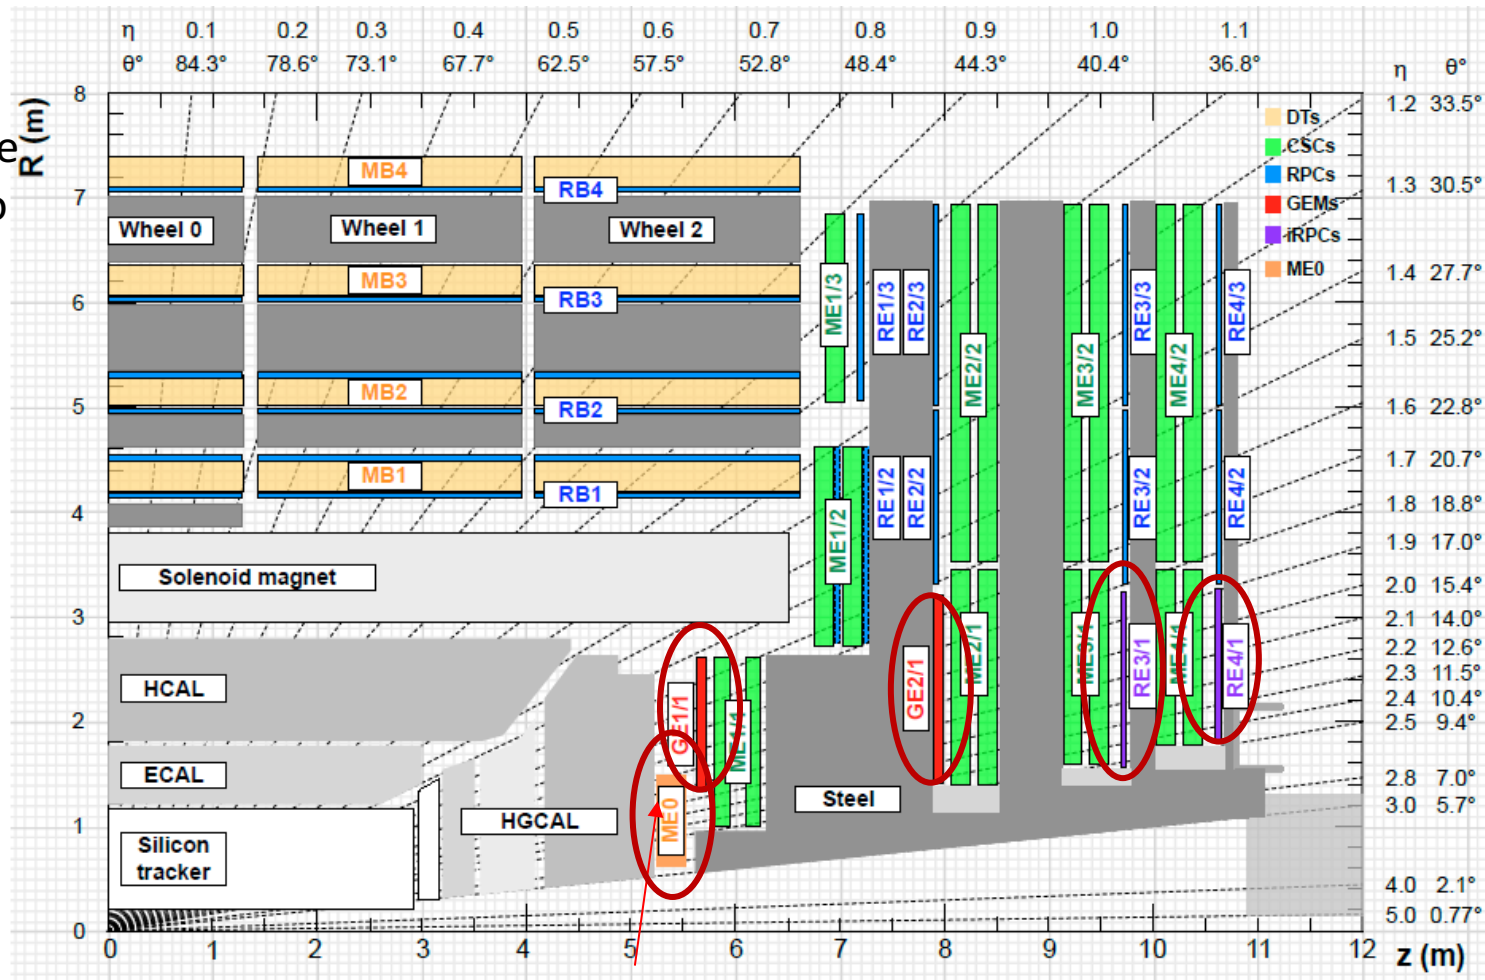 η 0.1 0.2 0.3 0.4 0.5 0.6 0.7 0.8 0.9 1.0 1.1
θ° 84.3° 78.6° 73.1° 67.7° 62.5° 57.5° 52.8° 48.4° 44.3° 40.4° 36.8° η θ°
8
R (m)
1.2 33.5°
DTs
CSCs
RPCs
GEMs
iRPCs
ME0
e
o
MB4
RB4
7
1.3 30.5°
Wheel 0 Wheel 1 Wheel 2
MB3
RB3
6
1.4 27.7°
ME1/3 RE1/3 RE2/3 RE3/3 RE4/3
1.5 25.2°
ME2/2 ME3/2 ME4/2
MB2
RB2
5
1.6 22.8°
MB1
RB1
1.7 20.7°
4
1.8 18.8°
ME1/2 RE1/2 RE2/2 RE3/2 RE4/2
1.9 17.0°
Solenoid magnet
2.0 15.4°
3
2.1 14.0°
2.2 12.6°
2.3 11.5°
2.4 10.4°
2.5 9.4°
HCAL
GE1/1 ME1/1 GE2/1 ME2/1 ME3/1 RE3/1 ME4/1 RE4/1
2
ECAL
2.8 7.0°
Steel
3.0 5.7°
1
HGCAL
ME0
Silicon
tracker
4.0 2.1°
5.0 0.77°
0
0 1 2 3 4 5 6 7 8 9 10 11 12 z (m)